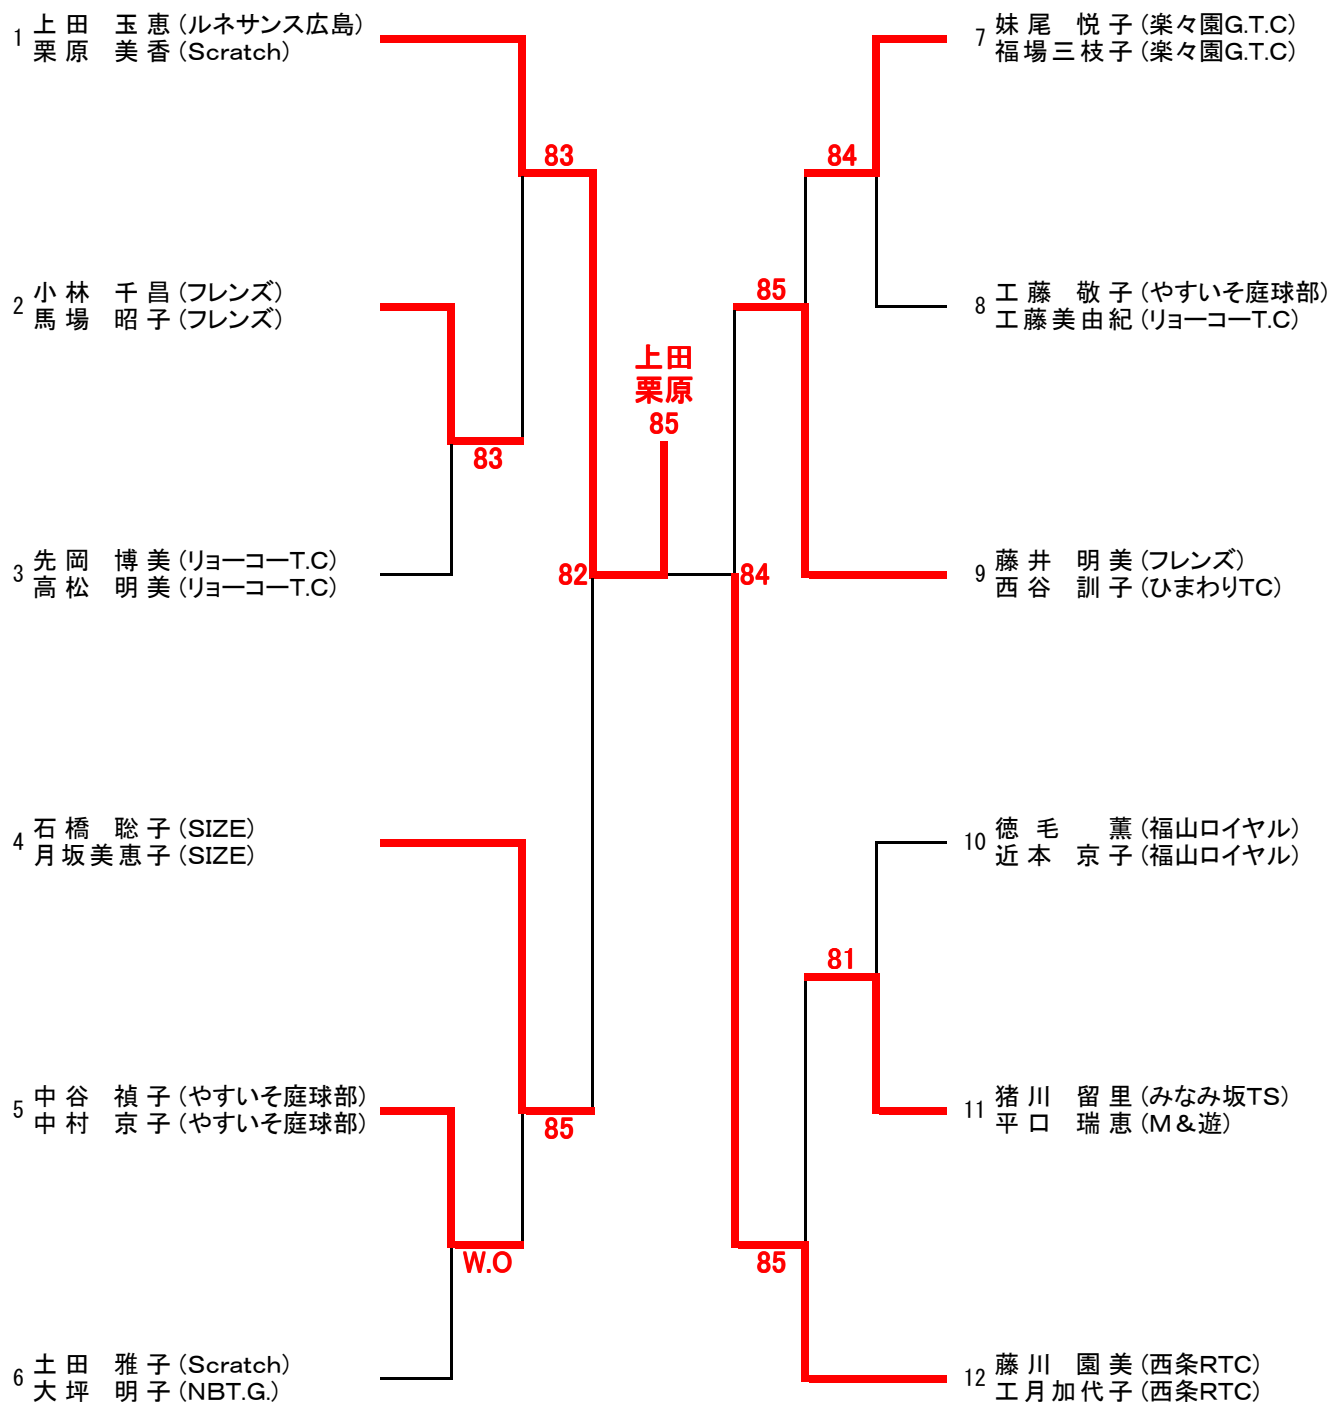 1 上田 玉恵(ルネサンス広島)
栗原 美香(Scratch)
83
2 小林 千昌(フレンズ)
馬場 昭子(フレンズ)
83
3 先岡 博美(リョーコーT.C)
高松 明美(リョーコーT.C)
82
4 石橋 聡子(SIZE)
月坂美恵子(SIZE)
85
5 中谷 禎子(やすいそ庭球部)
中村 京子(やすいそ庭球部)
W.O
6 土田 雅子(Scratch)
大坪 明子(NBT.G.)
上田
栗原
85
7 妹尾 悦子(楽々園G.T.C)
福場三枝子(楽々園G.T.C)
84
8 工藤 敬子(やすいそ庭球部)
工藤美由紀(リョーコーT.C)
85
9 藤井 明美(フレンズ)
西谷 訓子(ひまわりTC)
84
10 徳毛 薫(福山ロイヤル)
近本 京子(福山ロイヤル)
81
11 猪川 留里(みなみ坂TS)
平口 瑞恵(M&遊)
85
12 藤川 園美(西条RTC)
工月加代子(西条RTC)